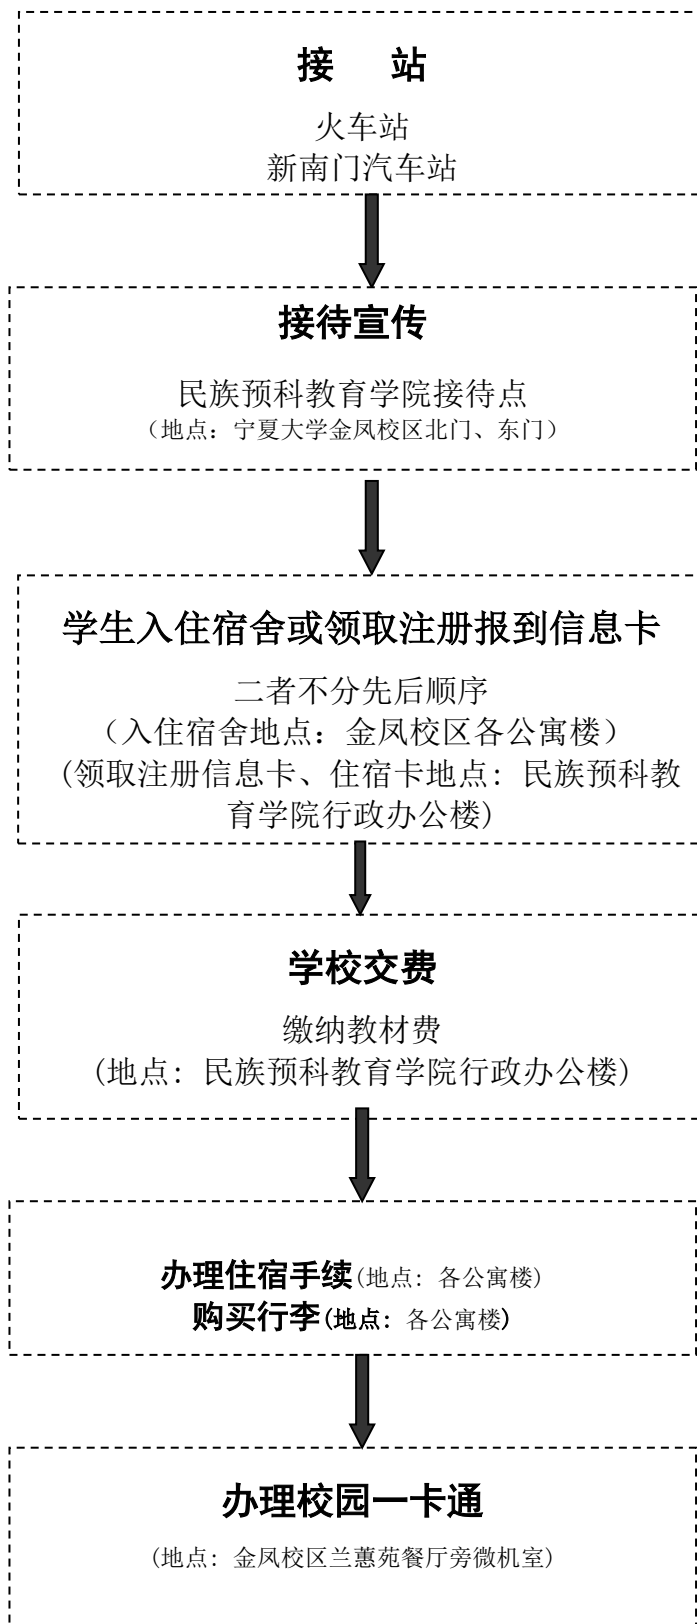 接 站
火车站
新南门汽车站
接待宣传
民族预科教育学院接待点
（地点：宁夏大学金凤校区北门、东门）
学生入住宿舍或领取注册报到信息卡
二者不分先后顺序
（入住宿舍地点：金凤校区各公寓楼）
(领取注册信息卡、住宿卡地点：民族预科教
育学院行政办公楼)
学校交费
缴纳教材费
(地点：民族预科教育学院行政办公楼)
办理住宿手续(地点：各公寓楼)
购买行李(地点：各公寓楼)
办理校园一卡通
(地点：金凤校区兰蕙苑餐厅旁微机室)